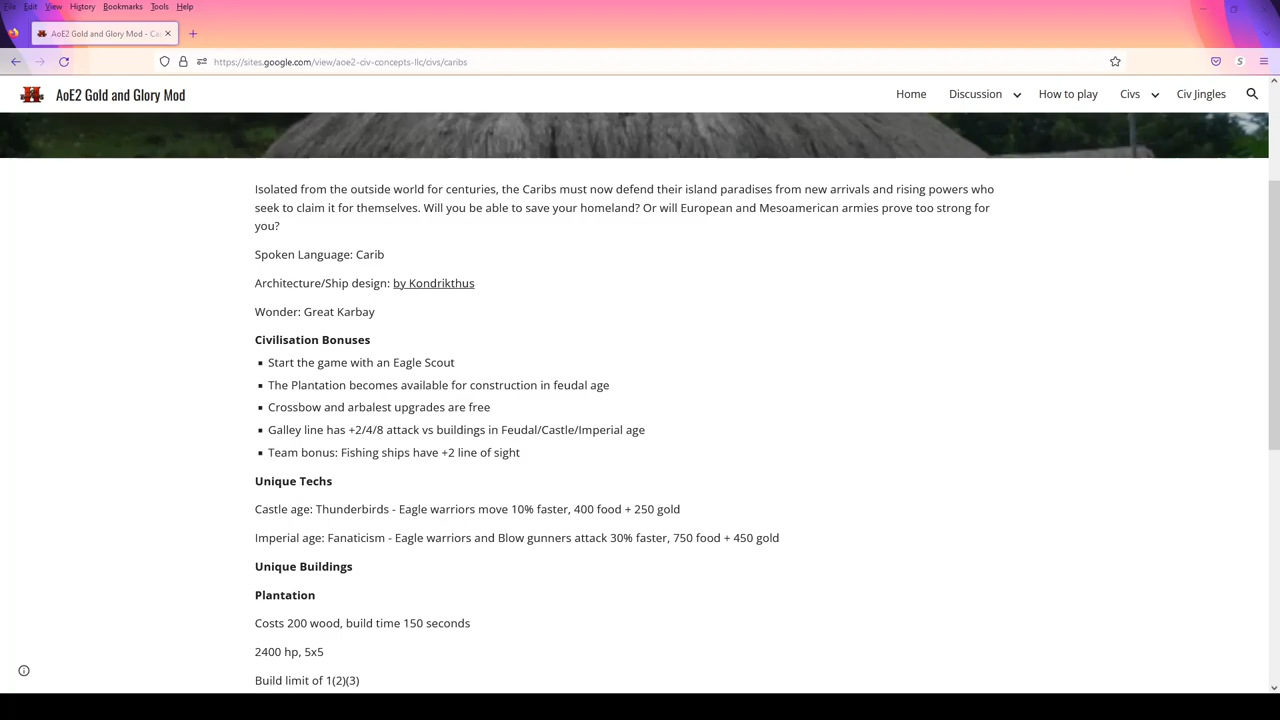 File Edit View History Bookmarks Tools Help
AoE2 Gold and Glory Mod - Ca
https://sites.google.com/view/aoe2-civ-concepts-llc/civs/caribs
AoE2 Gold and Glory Mod
Home Discussion How to play Civs Civ Jingles
Isolated from the outside world for centuries, the Caribs must now defend their island paradises from new arrivals and rising powers who
seek to claim it for themselves. Will you be able to save your homeland? Or will European and Mesoamerican armies prove too strong for
you?
Spoken Language: Carib
Architecture/Ship design: by Kondrikthus
Wonder: Great Karbay
Civilisation Bonuses
▪ Start the game with an Eagle Scout
▪ The Plantation becomes available for construction in feudal age
▪ Crossbow and arbalest upgrades are free
▪ Galley line has +2/4/8 attack vs buildings in Feudal/Castle/Imperial age
▪ Team bonus: Fishing ships have +2 line of sight
Unique Techs
Castle age: Thunderbirds - Eagle warriors move 10% faster, 400 food + 250 gold
Imperial age: Fanaticism - Eagle warriors and Blow gunners attack 30% faster, 750 food + 450 gold
Unique Buildings
Plantation
Costs 200 wood, build time 150 seconds
2400 hp, 5x5
Build limit of 1(2)(3)